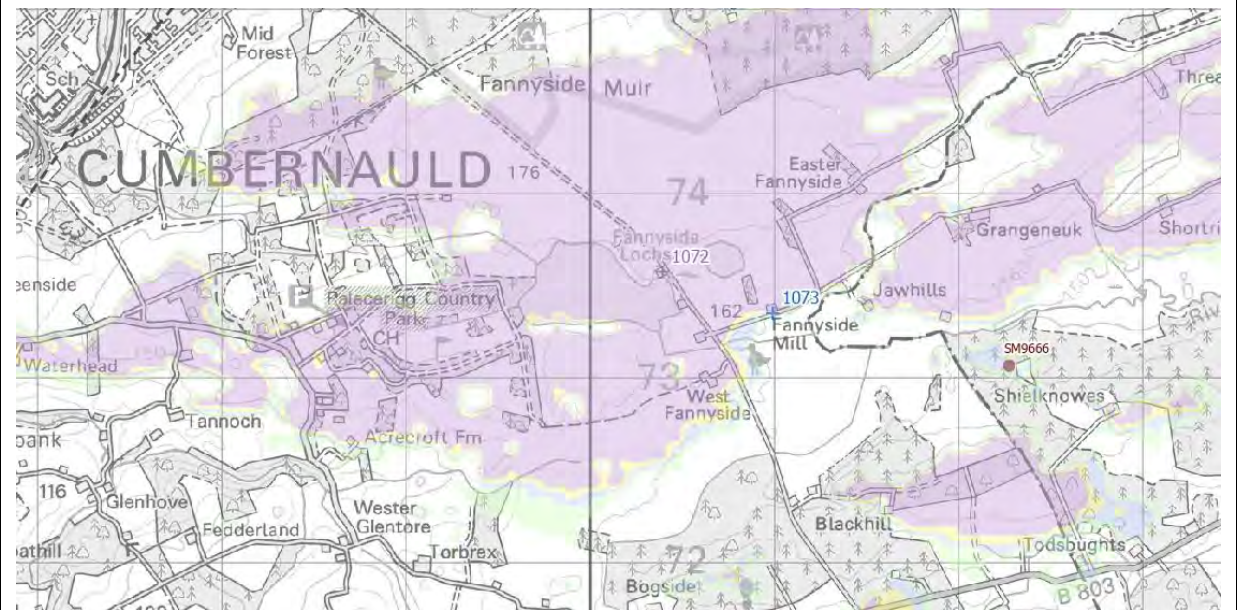 Mid
Forest
75
Sch
Fannyside Muir
Threa
CUMBERNAULD
176
Easter
Fannyside
74
Grangeneuk
Shortri
Fannyside
Lochs
1072
eenside
Palacerigg Country
Park
1073
Jawhills
162
Fannyside
Mill
CH
Riv
Waterhead
SM9666
73
Shielknowes
West
Fannyside
Tannoch
bank
Acrecroft Fm
116
Glenhove
Wester
Glentore
Fedderland
Blackhill
athill
Torbrex
Todsbughts
72
Bogside
B 803